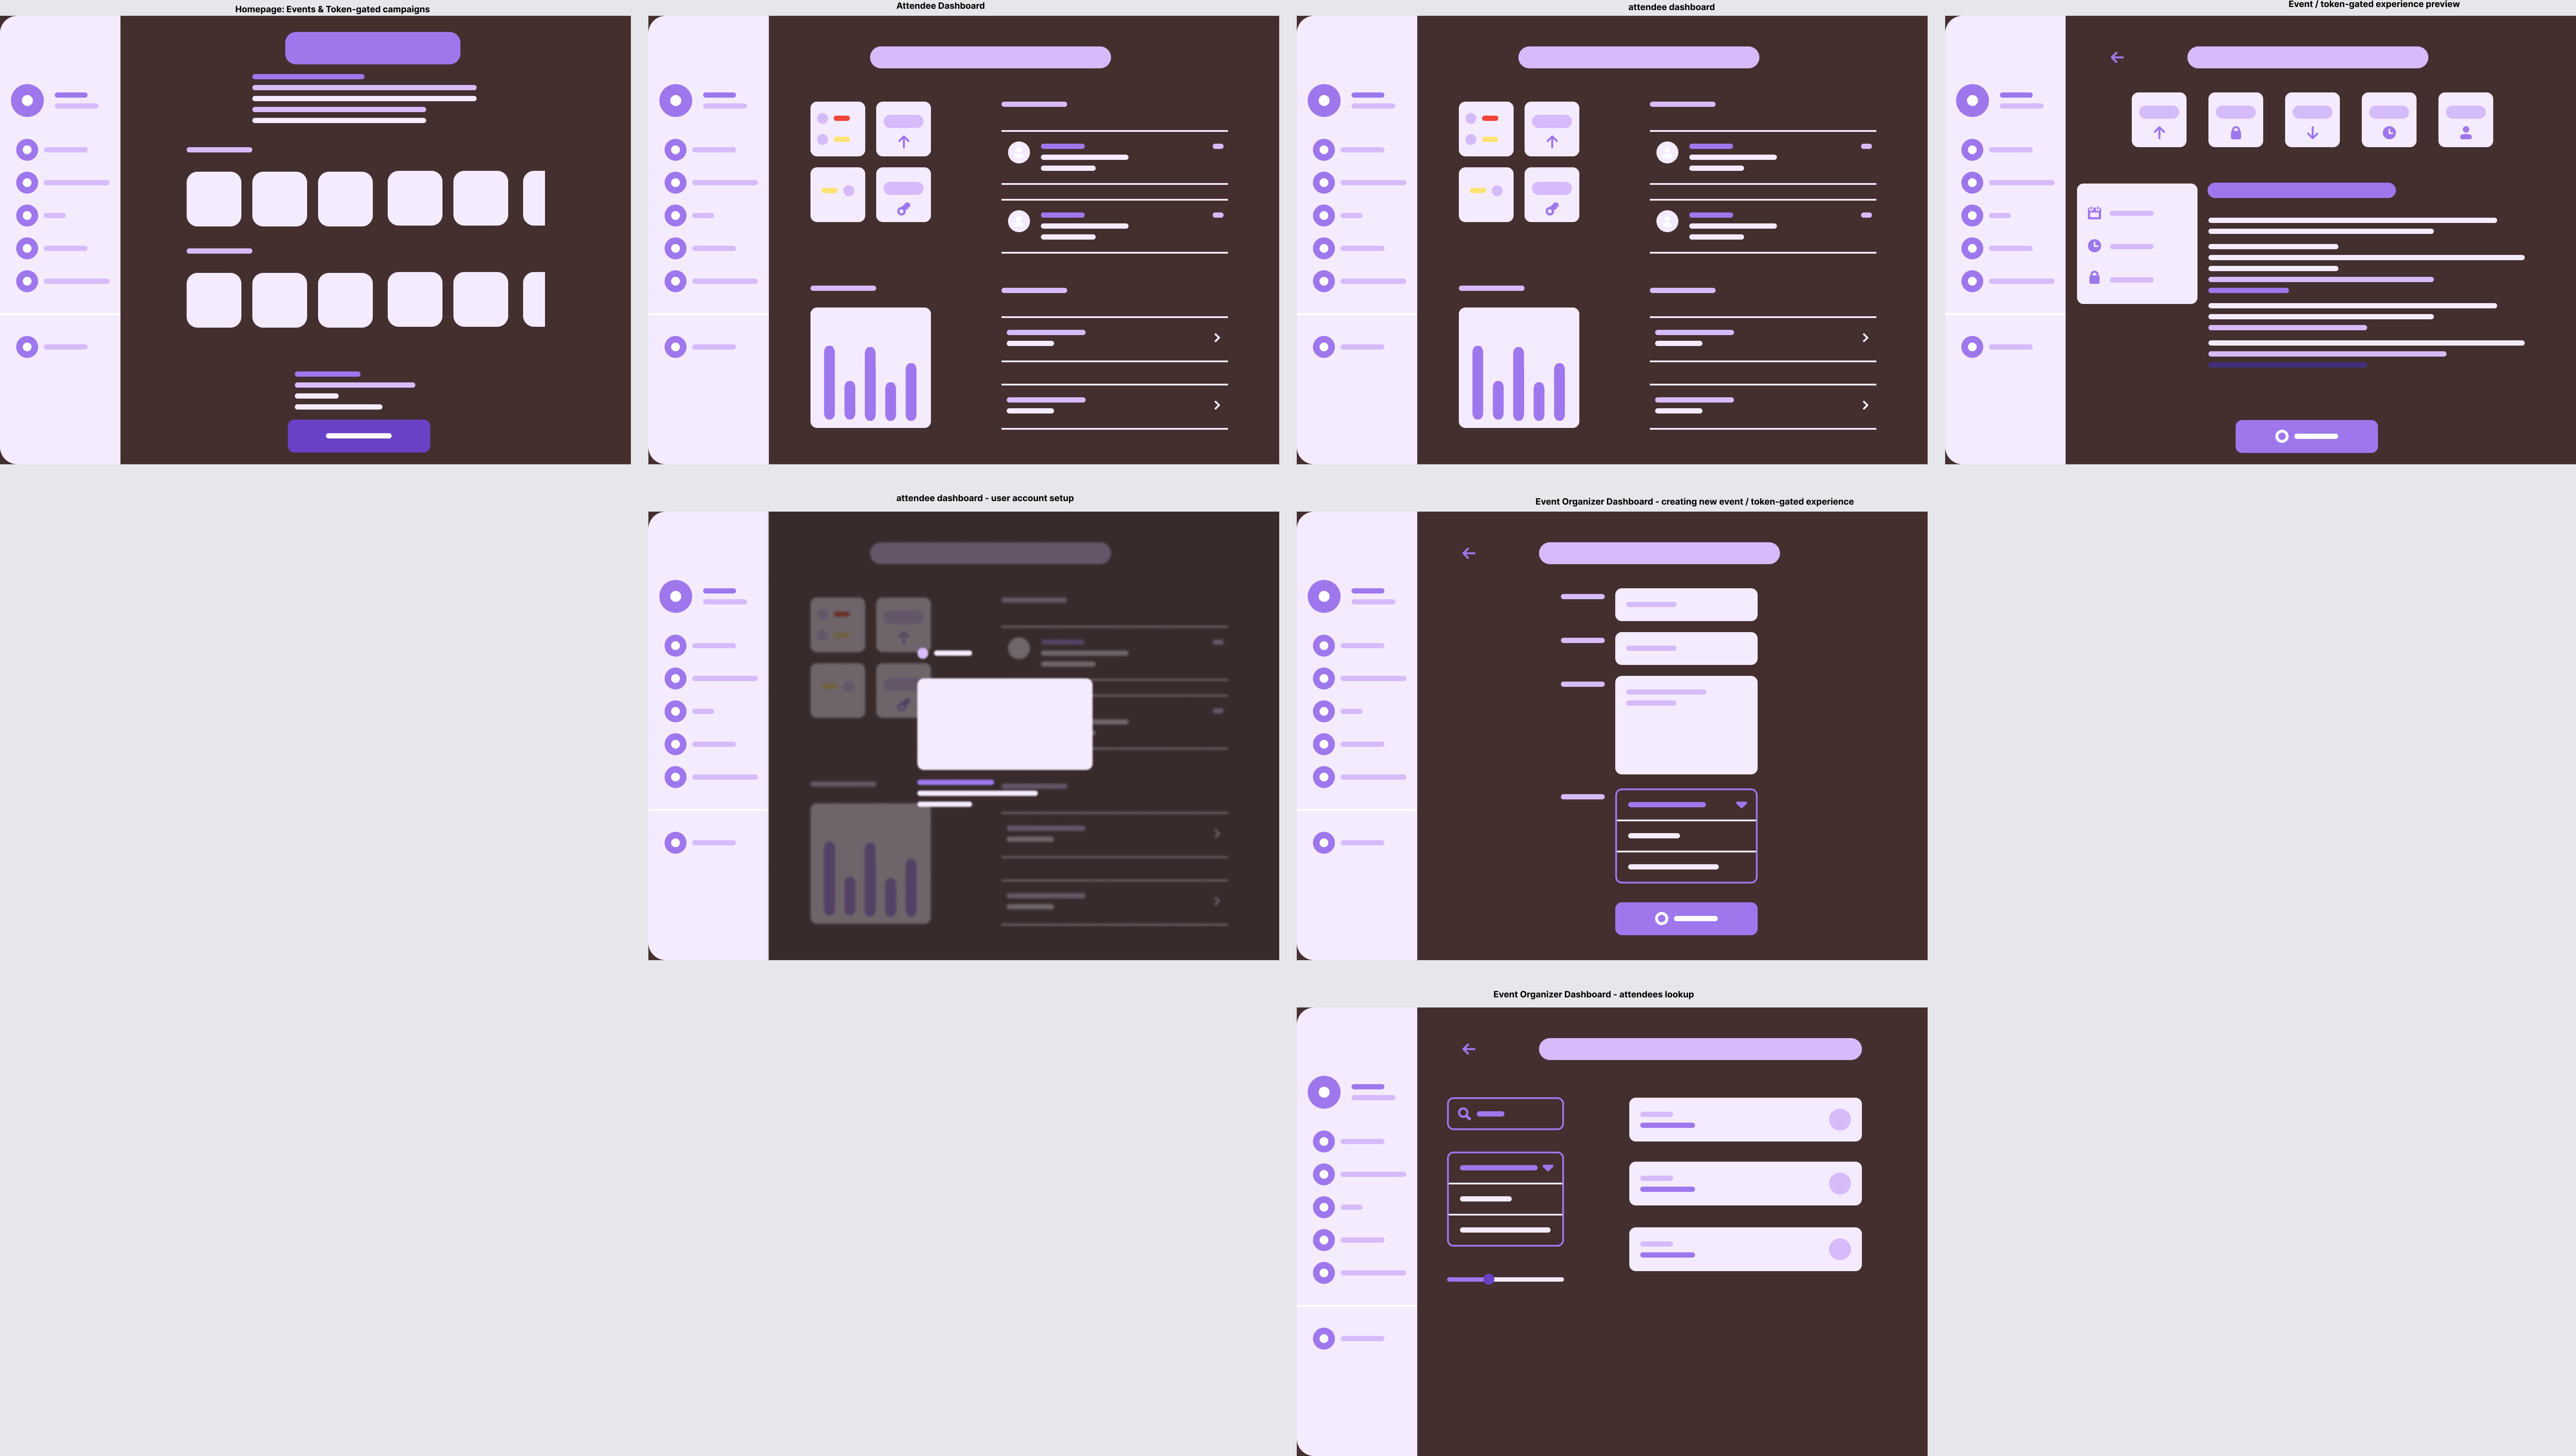 Homepage: Events & Token-gated campaigns
Attendee Dashboard
attendee dashboard
Event / token-gated experience preview
attendee dashboard - user account setup
Event Organizer Dashboard - creating new event / token-gated experience
Event Organizer Dashboard - attendees lookup